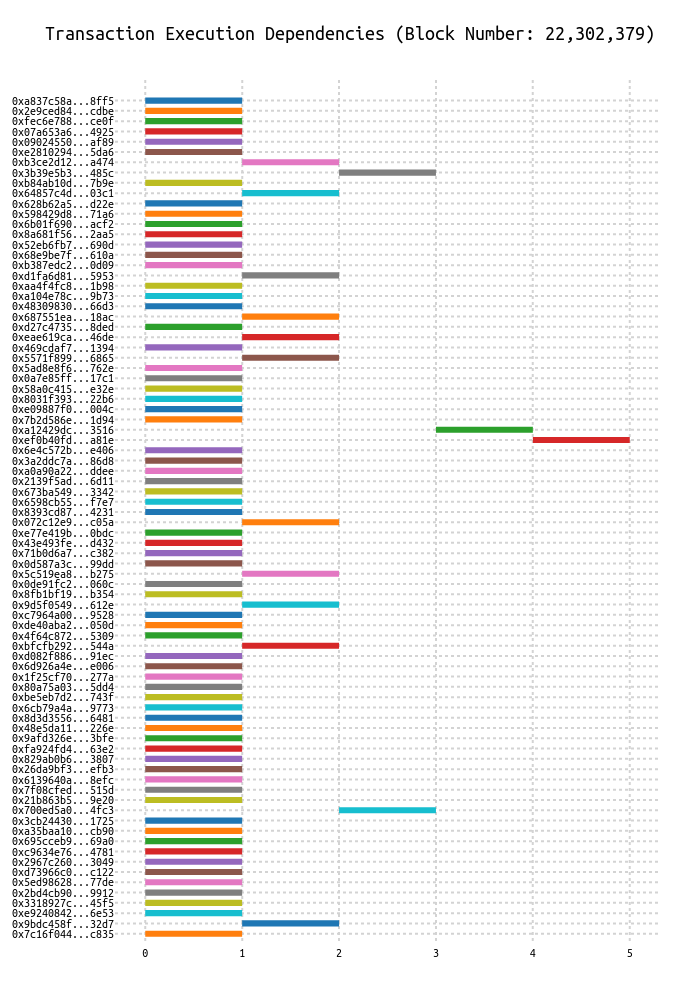 Transaction Execution Dependencies (Block Number: 22,302,379)
0xa837c58a...8ff5
0x2e9ced84...cdbe
0xfec6e788...ce0f
0x07a653a6...4925
0x09024550...af89
0xe2810294...5da6
0xb3ce2d12...a474
0x3b39e5b3...485c
0xb84ab10d...7b9e
0x64857c4d...03c1
0x628b62a5...d22e
0x598429d8...71a6
0x6b01f690...acf2
0x8a681f56...2aa5
0x52eb6fb7...690d
0x68e9be7f...610a
0xb387edc2...0d09
0xd1fa6d81...5953
0xaa4f4fc8...1b98
0xa104e78c...9b73
0x48309830...66d3
0x687551ea...18ac
0xd27c4735...8ded
0xeae619ca...46de
0x469cdaf7...1394
0x5571f899...6865
0x5ad8e8f6...762e
0x0a7e85ff...17c1
0x58a0c415...e32e
0x8031f393...22b6
0xe09887f0...004c
0x7b2d586e...1d94
0xa12429dc...3516
0xef0b40fd...a81e
0x6e4c572b...e406
0x3a2ddc7a...86d8
0xa0a90a22...ddee
0x2139f5ad...6d11
0x673ba549...3342
0x6598cb55...f7e7
0x8393cd87...4231
0x072c12e9...c05a
0xe77e419b...0bdc
0x43e493fe...d432
0x71b0d6a7...c382
0x0d587a3c...99dd
0x5c519ea8...b275
0x0de91fc2...060c
0x8fb1bf19...b354
0x9d5f0549...612e
0xc7964a00...9528
0xde40aba2...050d
0x4f64c872...5309
0xbfcfb292...544a
0xd082f886...91ec
0x6d926a4e...e006
0x1f25cf70...277a
0x80a75a03...5dd4
0xbe5eb7d2...743f
0x6cb79a4a...9773
0x8d3d3556...6481
0x48e5da11...226e
0x9afd326e...3bfe
0xfa924fd4...63e2
0x829ab0b6...3807
0x26da9bf3...efb3
0x6139640a...8efc
0x7f08cfed...515d
0x21b863b5...9e20
0x700ed5a0...4fc3
0x3cb24430...1725
0xa35baa10...cb90
0x695cceb9...69a0
0xc9634e76...4781
0x2967c260...3049
0xd73966c0...c122
0x5ed98628...77de
0x2bd4cb90...9912
0x3318927c...45f5
0xe9240842...6e53
0x9bdc458f...32d7
0x7c16f044...c835
0 1 2 3 4 5